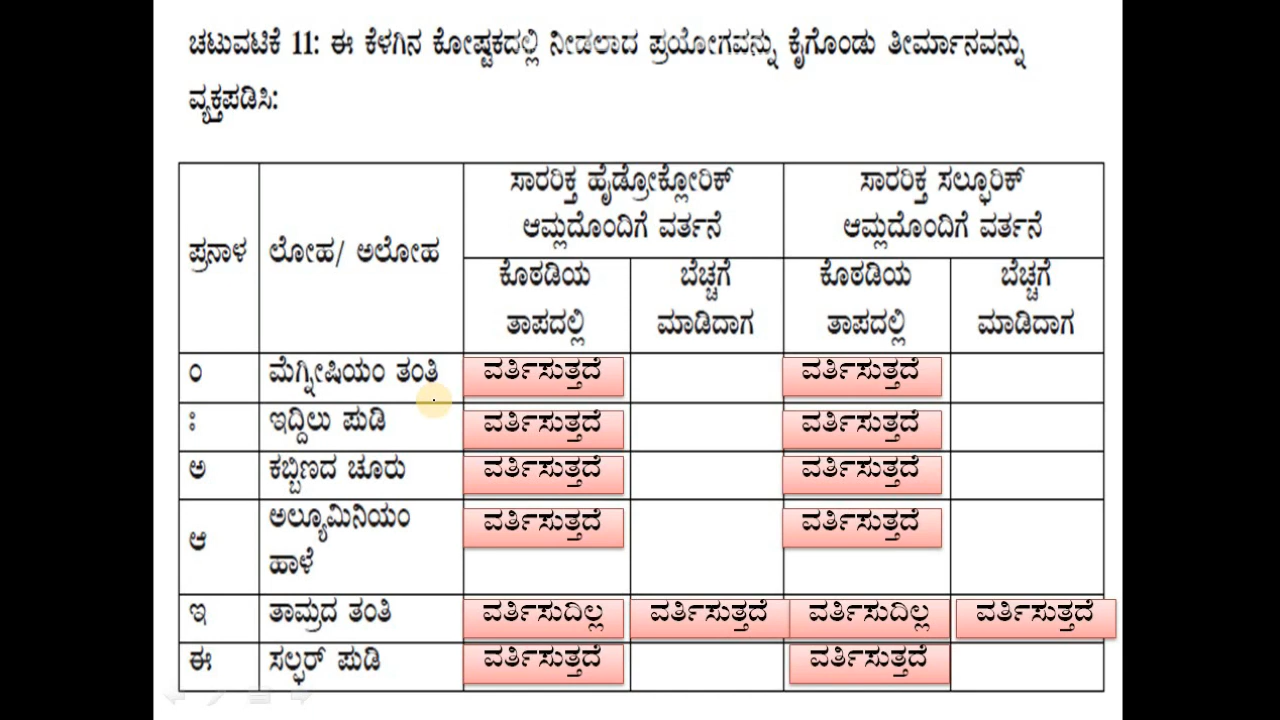 ಚಟುವಟಿಕೆ 11: ಈ ಕೆಳಗಿನ ಕೋಷ್ಟಕದಲ್ಲಿ ನೀಡಲಾದ ಪ್ರಯೋಗವನ್ನು ಕೈಗೊಂಡು ತೀರ್ಮಾನವನ್ನು
ವ್ಯಕ್ತಪಡಿಸಿ:
ಪ್ರನಾಳ ಲೋಹ/ ಅಲೋಹ
ಸಾರರಿಕ್ತ ಹೈಡ್ರೋಕ್ಲೋರಿಕ್
ಆಮ್ಲದೊಂದಿಗೆ ವರ್ತನೆ
ಸಾರರಿಕ್ತ ಸಲ್ಫೂರಿಕ್
ಆಮ್ಲದೊಂದಿಗೆ ವರ್ತನೆ
ಕೊಠಡಿಯ
ತಾಪದಲ್ಲಿ
ಬೆಚ್ಚಗೆ
ಮಾಡಿದಾಗ
ಕೊಠಡಿಯ
ತಾಪದಲ್ಲಿ
ಬೆಚ್ಚಗೆ
ಮಾಡಿದಾಗ
ಂ ಮೆಗ್ನೀಷಿಯಂ ತಂತಿ ವರ್ತಿಸುತ್ತದೆ ವರ್ತಿಸುತ್ತದೆ
ಃ ಇದ್ದಿಲು ಪುಡಿ ವರ್ತಿಸುತ್ತದೆ ವರ್ತಿಸುತ್ತದೆ
ಅ ಕಬ್ಬಿಣದ ಚೂರು ವರ್ತಿಸುತ್ತದೆ ವರ್ತಿಸುತ್ತದೆ
ಆ ಅಲ್ಯೂಮಿನಿಯಂ ವರ್ತಿಸುತ್ತದೆ ವರ್ತಿಸುತ್ತದೆ
ಹಾಳೆ
ಇ ತಾಮ್ರದ ತಂತಿ ವರ್ತಿಸುದಿಲ್ಲ ವರ್ತಿಸುತ್ತದೆ ವರ್ತಿಸುದಿಲ್ಲ ವರ್ತಿಸುತ್ತದೆ
ಈ ಸಲ್ಫರ್ ಪುಡಿ ವರ್ತಿಸುತ್ತದೆ ವರ್ತಿಸುತ್ತದೆ